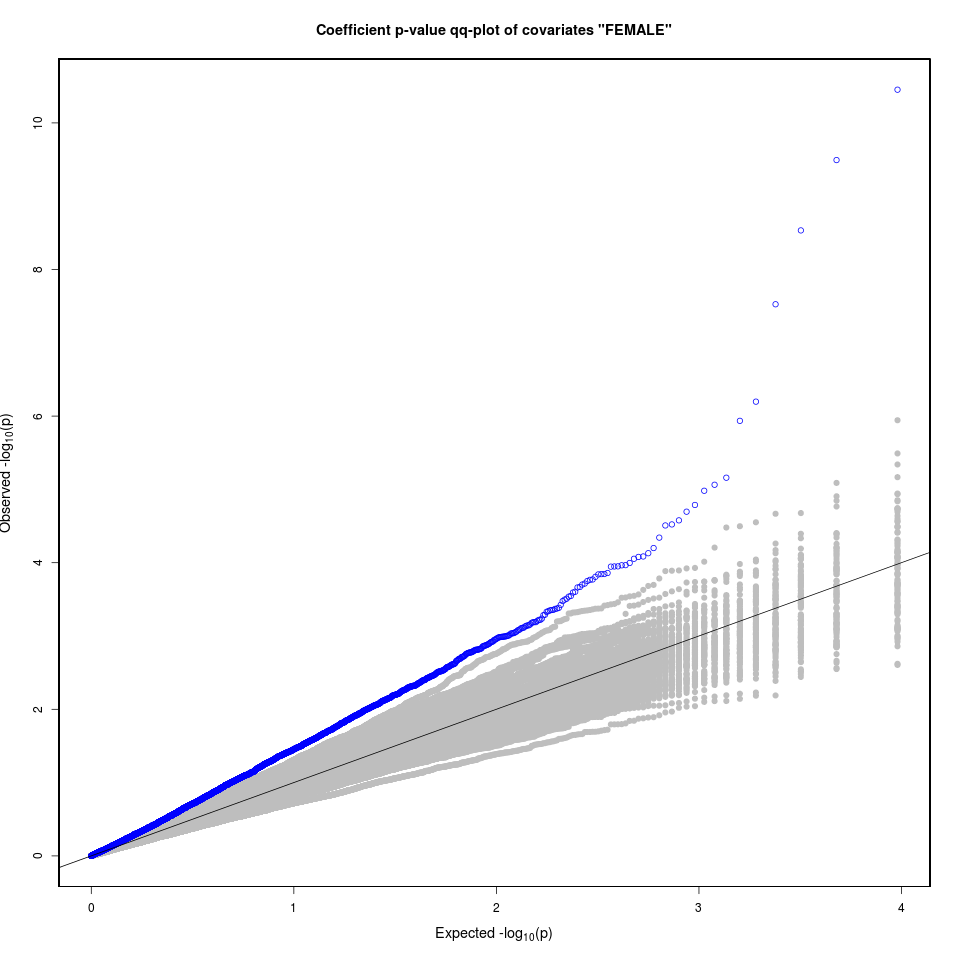 Coefficient p-value qq-plot of covariates "FEMALE"
Observed -log10(p)
10
8
6
4
2
0
0 1 2 3 4
Expected -log10(p)